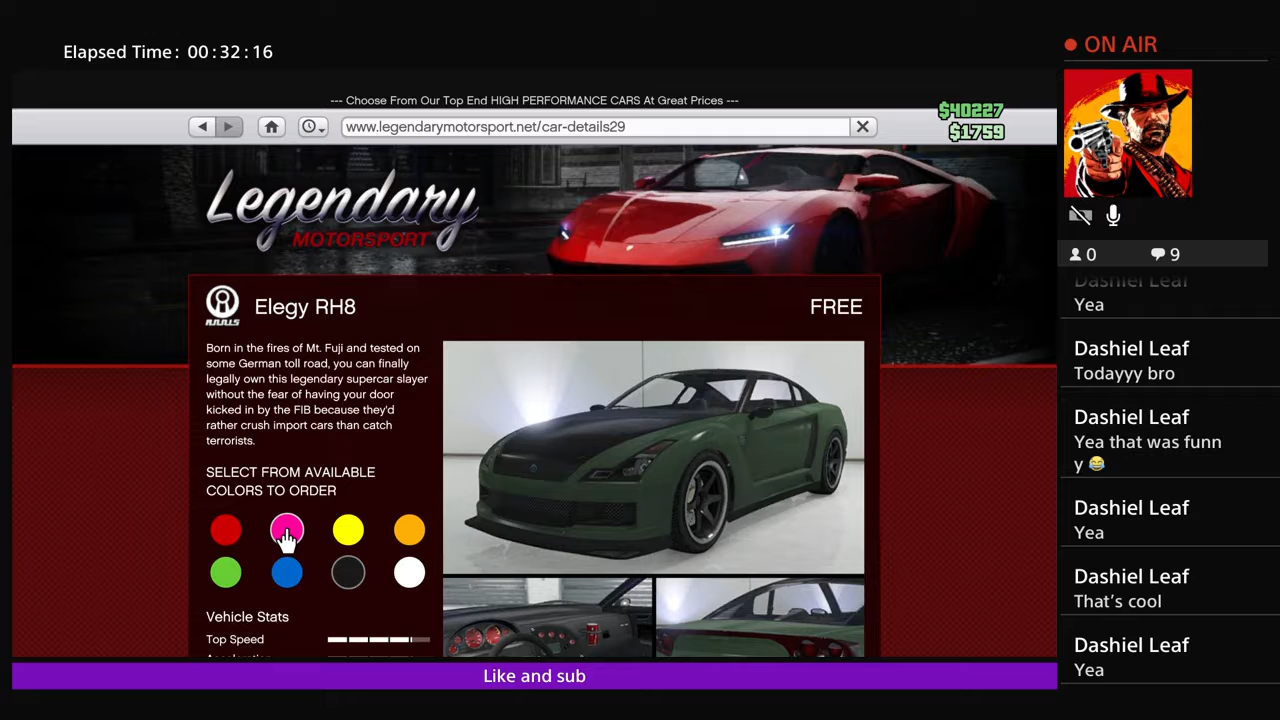 Elapsed Time: 00:32:16
--- Choose From Our Top End HIGH PERFORMANCE CARS At Great Prices ---
$40227
$1759
www.legendarymotorsport.net/car-details29
Legendary
MOTORSPORT
Elegy RH8
FREE
Born in the fires of Mt. Fuji and tested on
some German toll road, you can finally
legally own this legendary supercar slayer
without the fear of having your door
kicked in by the FIB because they'd
rather crush import cars than catch
terrorists.
SELECT FROM AVAILABLE
COLORS TO ORDER
Vehicle Stats
Top Speed
Acceleration
Like and sub
ON AIR
0
9
Dashiel Leaf
Yea
Dashiel Leaf
Todayyy bro
Dashiel Leaf
Yea that was funn
y 😂
Dashiel Leaf
Yea
Dashiel Leaf
That's cool
Dashiel Leaf
Yea